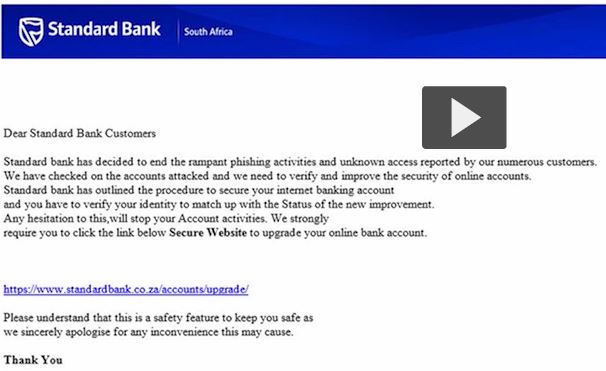 Standard Bank South Africa
Dear Standard Bank Customers
Standard bank has decided to end the rampant phishing activities and unknown access reported by our numerous customers.
We have checked on the accounts attacked and we need to verify and improve the security of online accounts.
Standard bank has outlined the procedure to secure your internet banking account
and you have to verify your identity to match up with the Status of the new improvement.
Any hesitation to this,will stop your Account activities. We strongly
require you to click the link below Secure Website to upgrade your online bank account.
https://www.standardbank.co.za/accounts/upgrade/
Please understand that this is a safety feature to keep you safe as
we sincerely apologise for any inconvenience this may cause.
Thank You